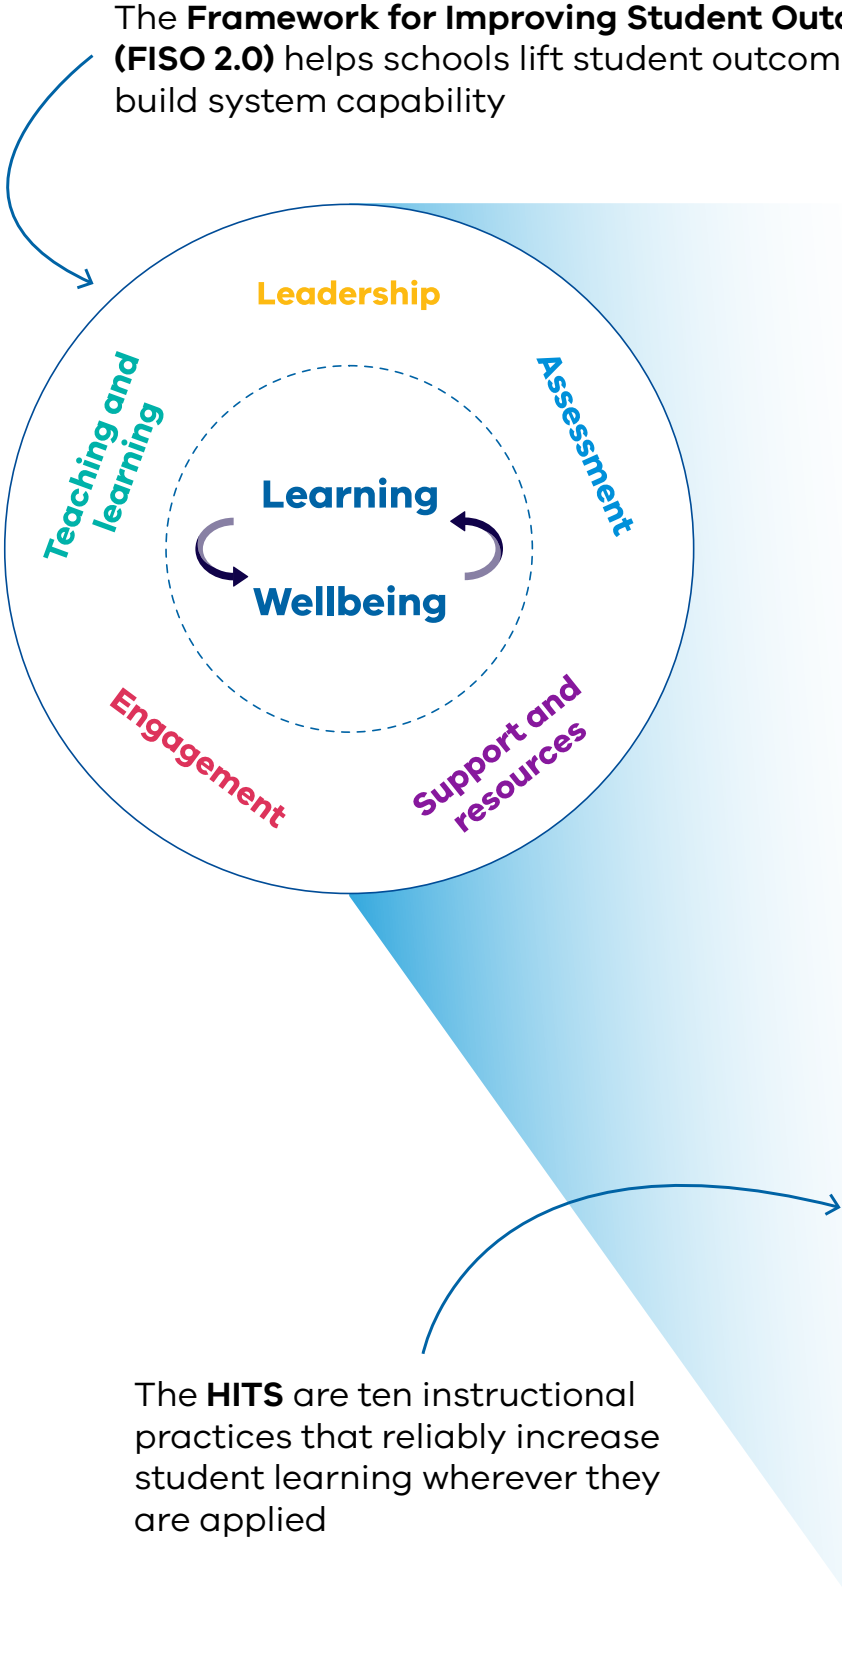 The Framework for Improving Student
(FISO 2.0) helps schools lift student
build system capability
Leadership
Assessment
Teaching and
learning
Learning
Wellbeing
Engagement
Support and
resources
The HITS are ten instructional
practices that reliably increase
student learning wherever they
are applied